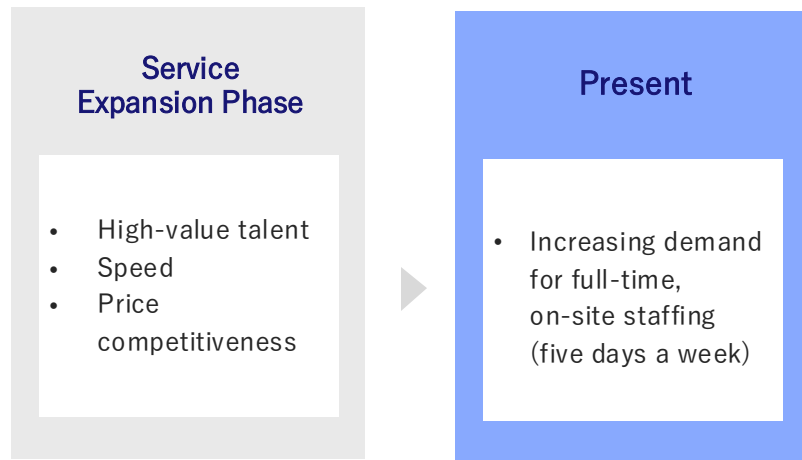 Service
Expansion Phase
• High-value talent
• Speed
• Price
competitiveness
Present
• Increasing demand
for full-time,
on-site staffing
(five days a week)